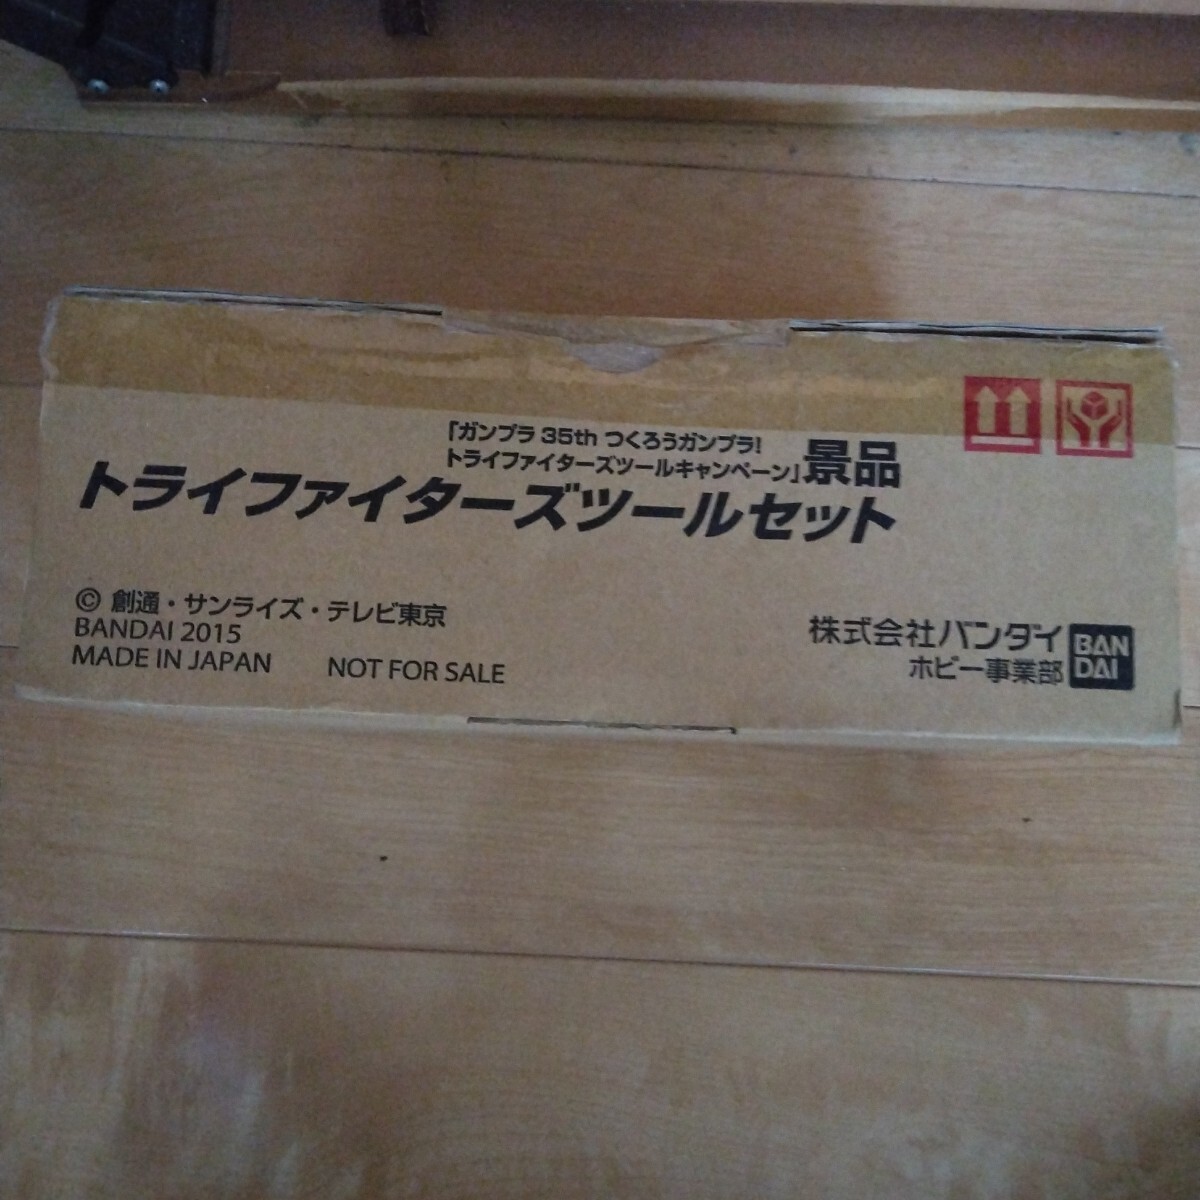 「ガンプラ 35th つくろうガンプラ!
トライファイターズツールキャンペーン」景品
トライファイターズツールセット
© 創通・サンライズ・テレビ東京
BANDAI 2015
MADE IN JAPAN NOT FOR SALE
株式会社バンダイ
ホビー事業部
BAN
DAI